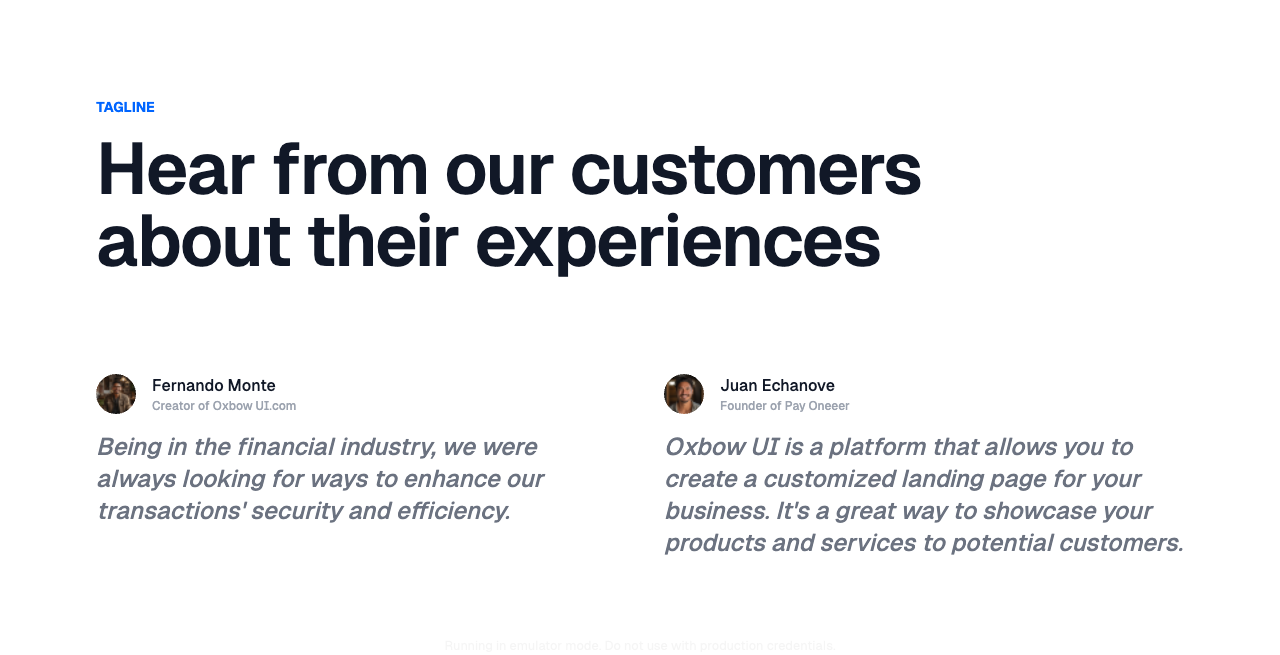 TAGLINE
Hear from our customers
about their experiences
Fernando Monte
Creator of Oxbow UI.com
Being in the financial industry, we were
always looking for ways to enhance our
transactions' security and efficiency.
Juan Echanove
Founder of Pay Oneeer
Oxbow UI is a platform that allows you to
create a customized landing page for your
business. It's a great way to showcase your
products and services to potential customers.
Running in emulator mode. Do not use with production credentials.